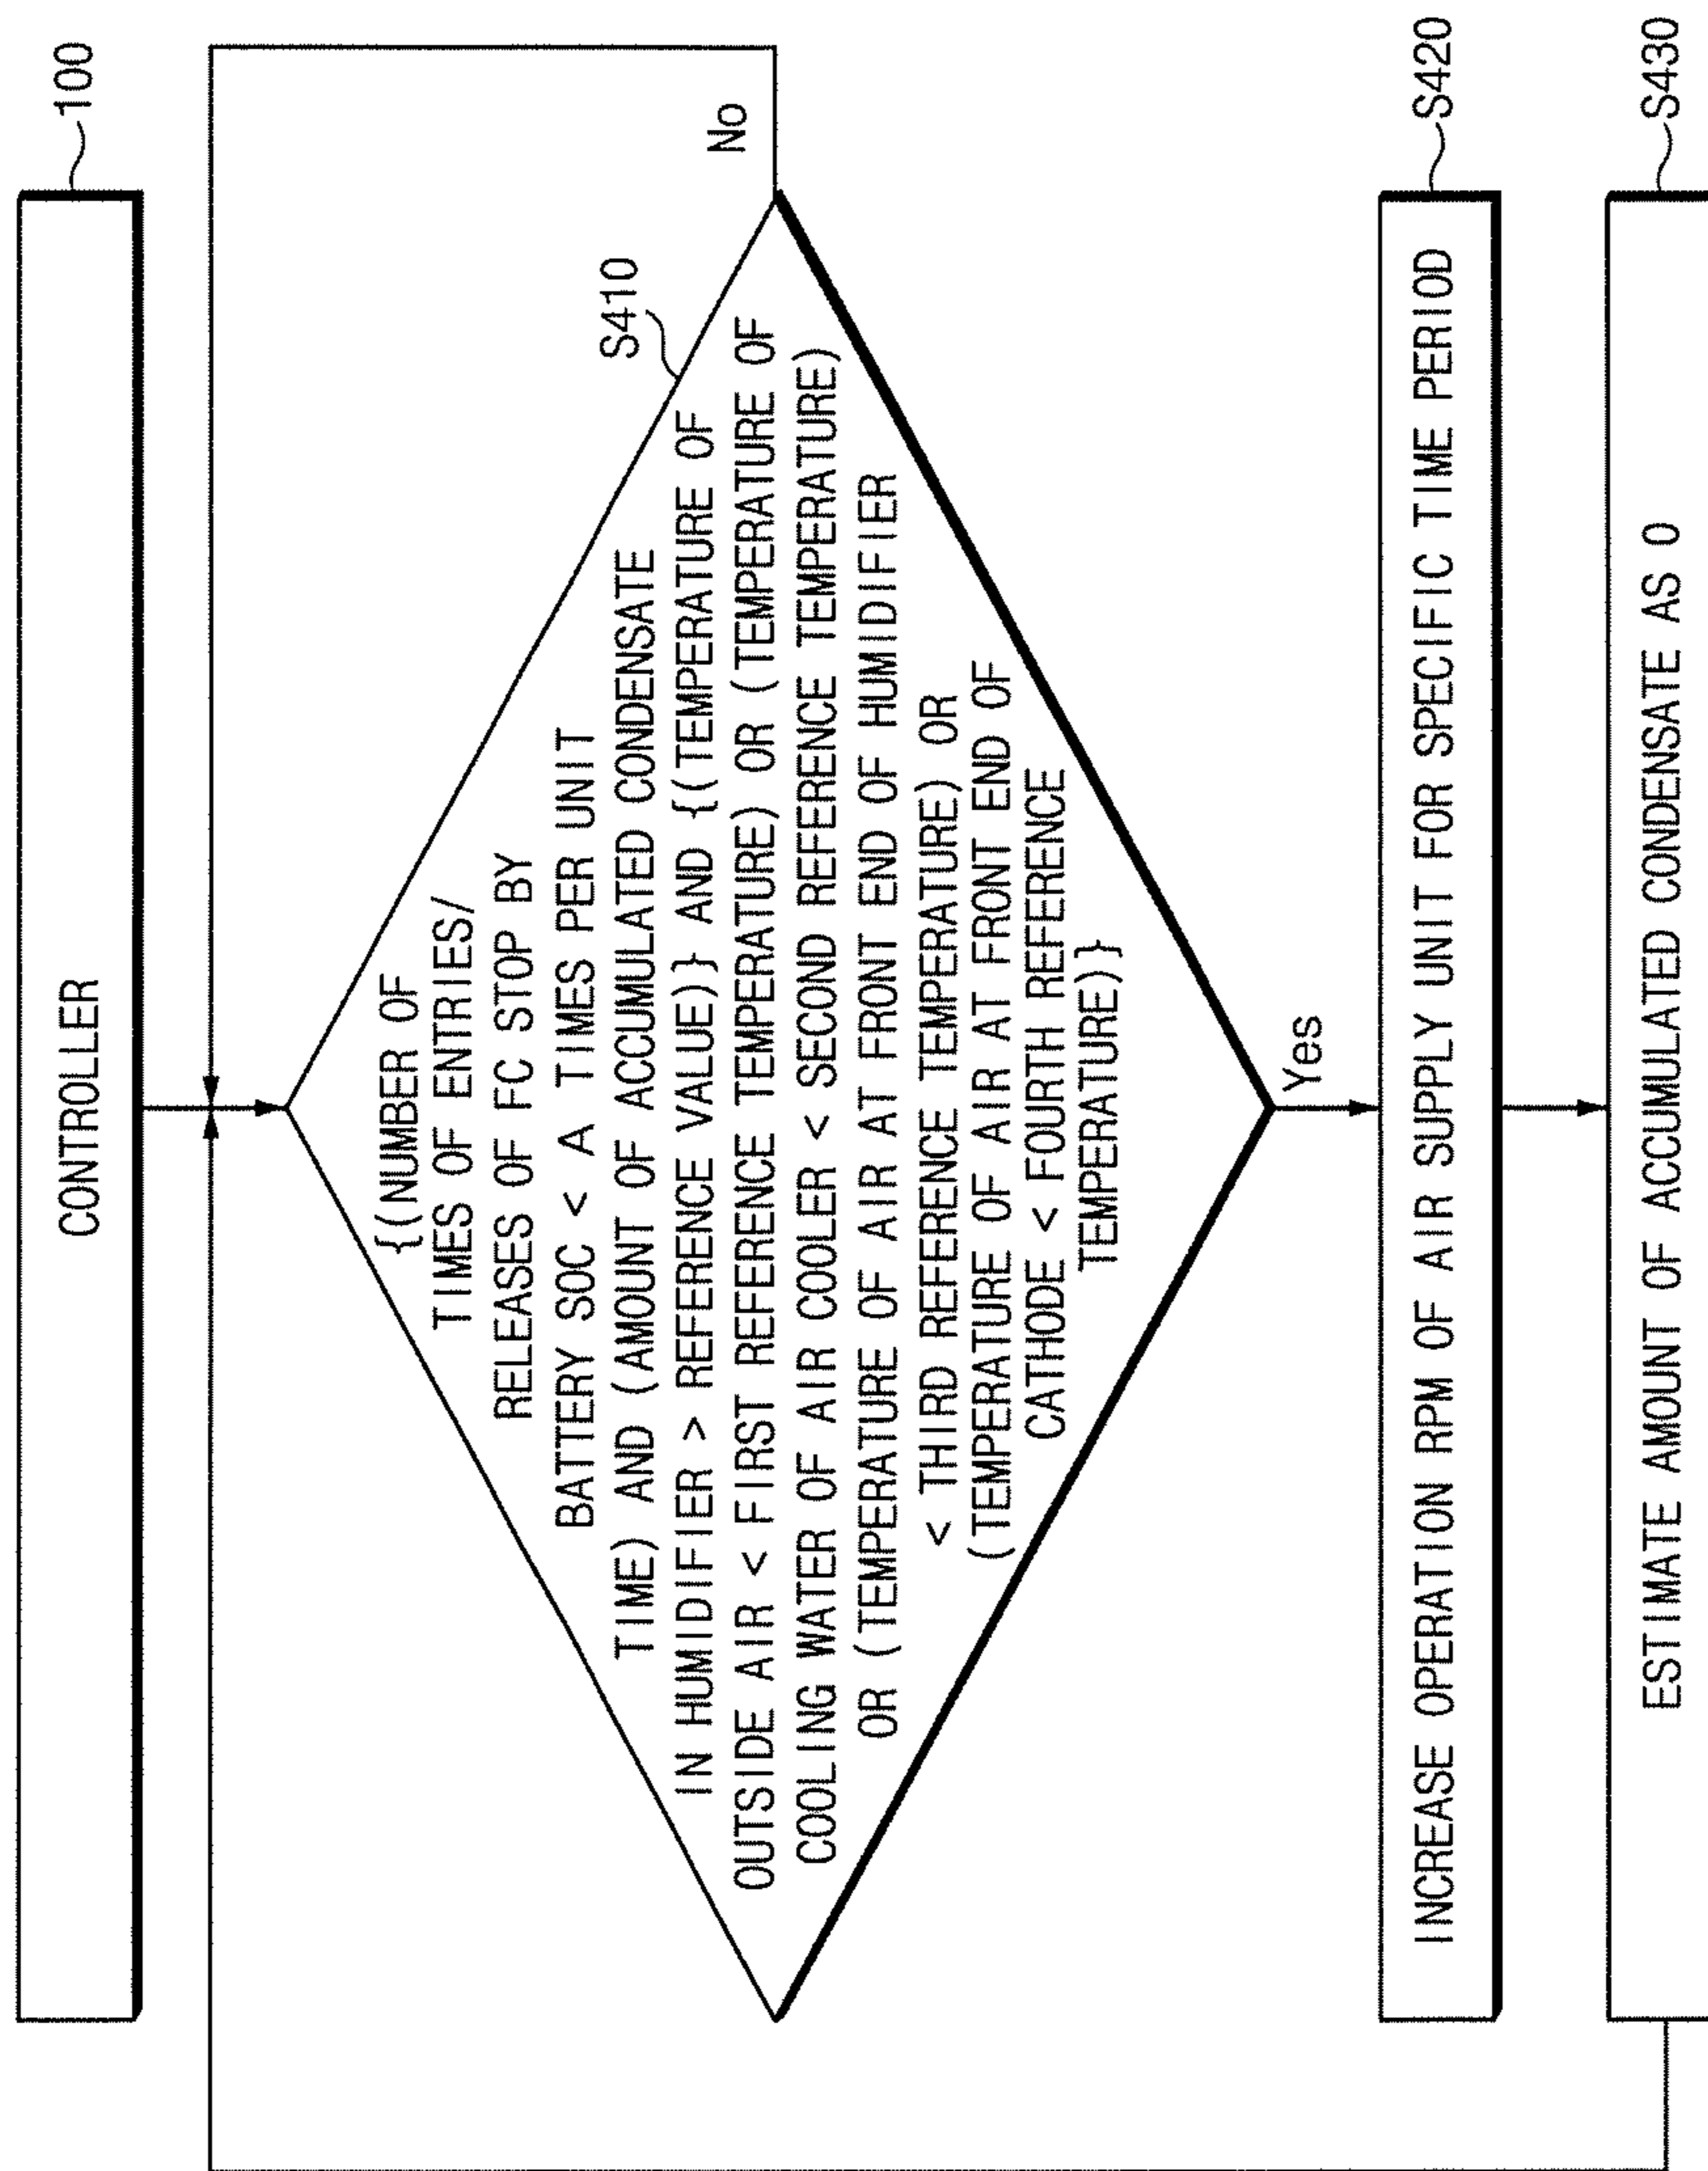 CONTROLLER
100
{(NUMBER OF
TIMES OF ENTRIES/
RELEASES OF FC STOP BY
BATTERY SOC < A TIMES PER UNIT
TIME) AND (AMOUNT OF ACCUMULATED CONDENSATE
IN HUMIDIFIER > REFERENCE VALUE)} AND {(TEMPERATURE OF
OUTSIDE AIR < FIRST REFERENCE TEMPERATURE) OR (TEMPERATURE OF
COOLING WATER OF AIR COOLER < SECOND REFERENCE TEMPERATURE)
OR (TEMPERATURE OF AIR AT FRONT END OF HUMIDIFIER
< THIRD REFERENCE TEMPERATURE) OR
(TEMPERATURE OF AIR AT FRONT END OF
CATHODE < FOURTH REFERENCE
TEMPERATURE)}
S410
No
Yes
INCREASE OPERATION RPM OF AIR SUPPLY UNIT FOR SPECIFIC TIME PERIOD
S420
ESTIMATE AMOUNT OF ACCUMULATED CONDENSATE AS 0
S430